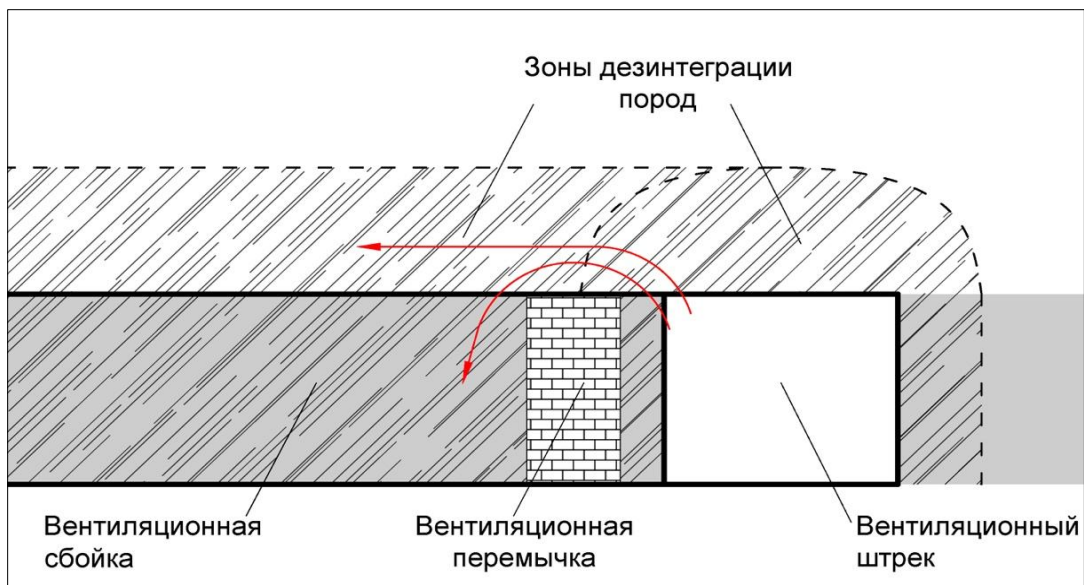 Зоны дезинтеграции
пород
Вентиляционная
сбойка
Вентиляционная
перемычка
Вентиляционный
штрек